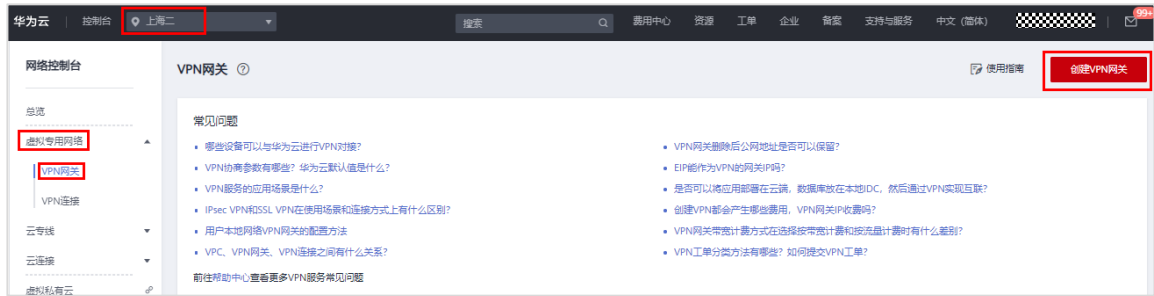 华为云 控制台 上海二 搜索 费用中心 资源 工单 企业 备案 支持与服务 中文 (简体) 99+
网络控制台
VPN网关 使用指南 创建VPN网关
总览
虚拟专用网络
VPN网关
VPN连接
云专线
云连接
虚拟私有云
常见问题
哪些设备可以与华为云进行VPN对接?
VPN协商参数有哪些? 华为云默认值是什么?
VPN服务的应用场景是什么?
IPsec VPN和SSL VPN在使用场景和连接方式上有什么区别?
用户本地网络VPN网关的配置方法
VPC、VPN网关、VPN连接之间有什么关系?
VPN网关删除后公网地址是否可以保留?
EIP能作为VPN的网关IP吗?
是否可以将应用部署在云端，数据库放在本地IDC，然后通过VPN实现互联?
创建VPN都会产生哪些费用，VPN网关IP收费吗?
VPN网关带宽计费方式在选择按带宽计费和按流量计费时有什么差别?
VPN工单分类方法有哪些? 如何提交VPN工单?
前往帮助中心查看更多VPN服务常见问题